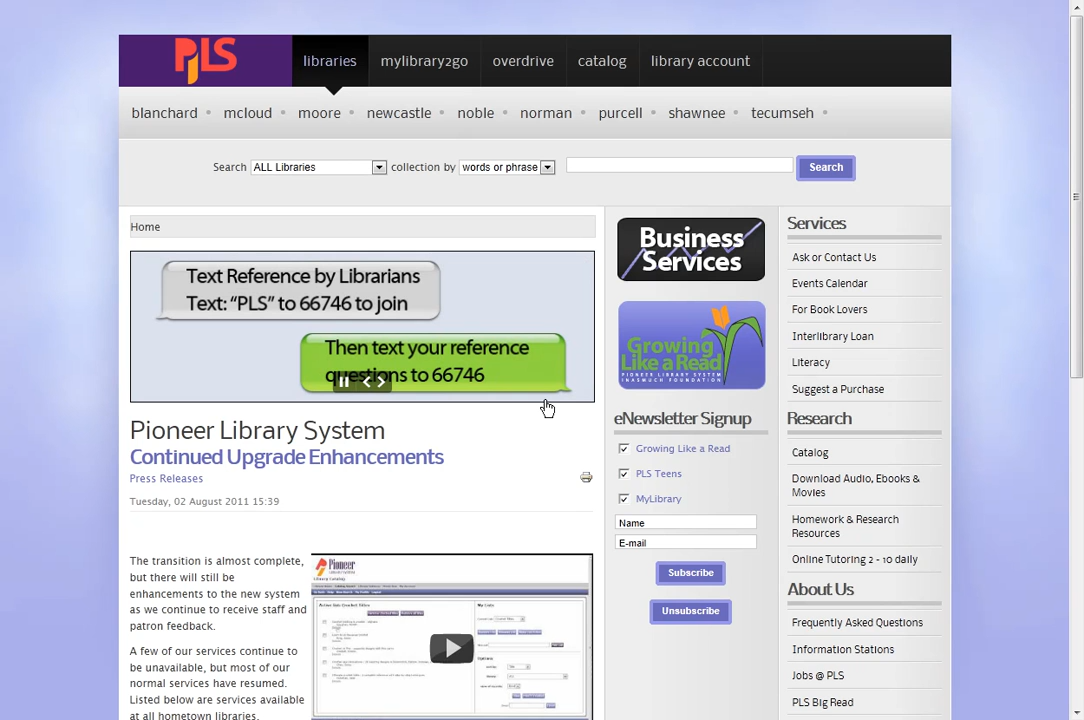 PLS
libraries
mylibrary2go
overdrive
catalog
library account
blanchard
mcloud
moore
newcastle
noble
norman
purcell
shawnee
tecumseh
Search
ALL Libraries
collection by
words or phrase
Search
Home
Text Reference by Librarians
Text: “PLS” to 66746 to join
Then text your reference
questions to 66746
Pioneer Library System
Continued Upgrade Enhancements
Press Releases
Tuesday, 02 August 2011 15:39
The transition is almost complete,
but there will still be
enhancements to the new system
as we continue to receive staff and
patron feedback.
A few of our services continue to
be unavailable, but most of our
normal services have resumed.
Listed below are services available
at all hometown libraries.
Pioneer
Business
Services
Growing
Like a Read
PIONEER LIBRARY SYSTEM
INASMUCH FOUNDATION
eNewsletter Signup
Growing Like a Read
PLS Teens
MyLibrary
Name
E-mail
Subscribe
Unsubscribe
Services
Ask or Contact Us
Events Calendar
For Book Lovers
Interlibrary Loan
Literacy
Suggest a Purchase
Research
Catalog
Download Audio, Ebooks &
Movies
Homework & Research
Resources
Online Tutoring 2 - 10 daily
About Us
Frequently Asked Questions
Information Stations
Jobs @ PLS
PLS Big Read